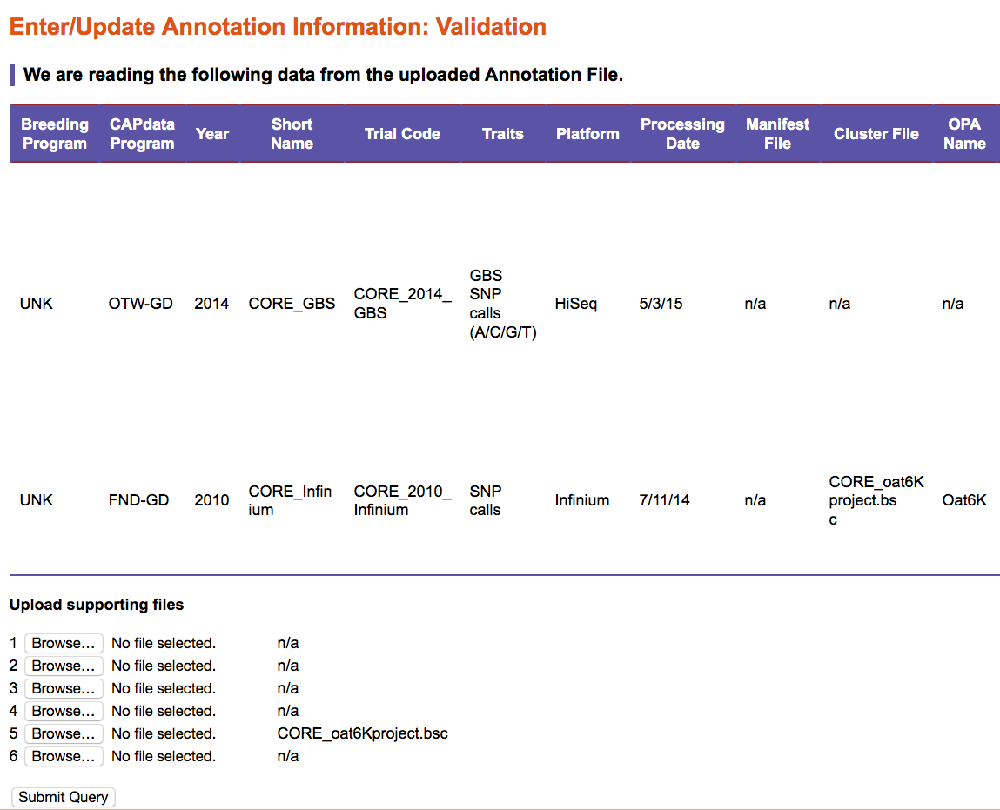 Enter/Update Annotation Information: Validation
We are reading the following data from the uploaded Annotation File.
Breeding Program CAPdata Program Year Short Name Trial Code Traits Platform Processing Date Manifest File Cluster File OPA Name
UNK OTW-GD 2014 CORE_GBS CORE_2014_GBS GBS SNP calls (A/C/G/T) HiSeq 5/3/15 n/a n/a n/a
UNK FND-GD 2010 CORE_Infinium CORE_2010_Infinium SNP calls Infinium 7/11/14 n/a CORE_oat6Kproject.bsc Oat6K
Upload supporting files
1 Browse... No file selected. n/a
2 Browse... No file selected. n/a
3 Browse... No file selected. n/a
4 Browse... No file selected. n/a
5 Browse... No file selected. CORE_oat6Kproject.bsc
6 Browse... No file selected. n/a
Submit Query